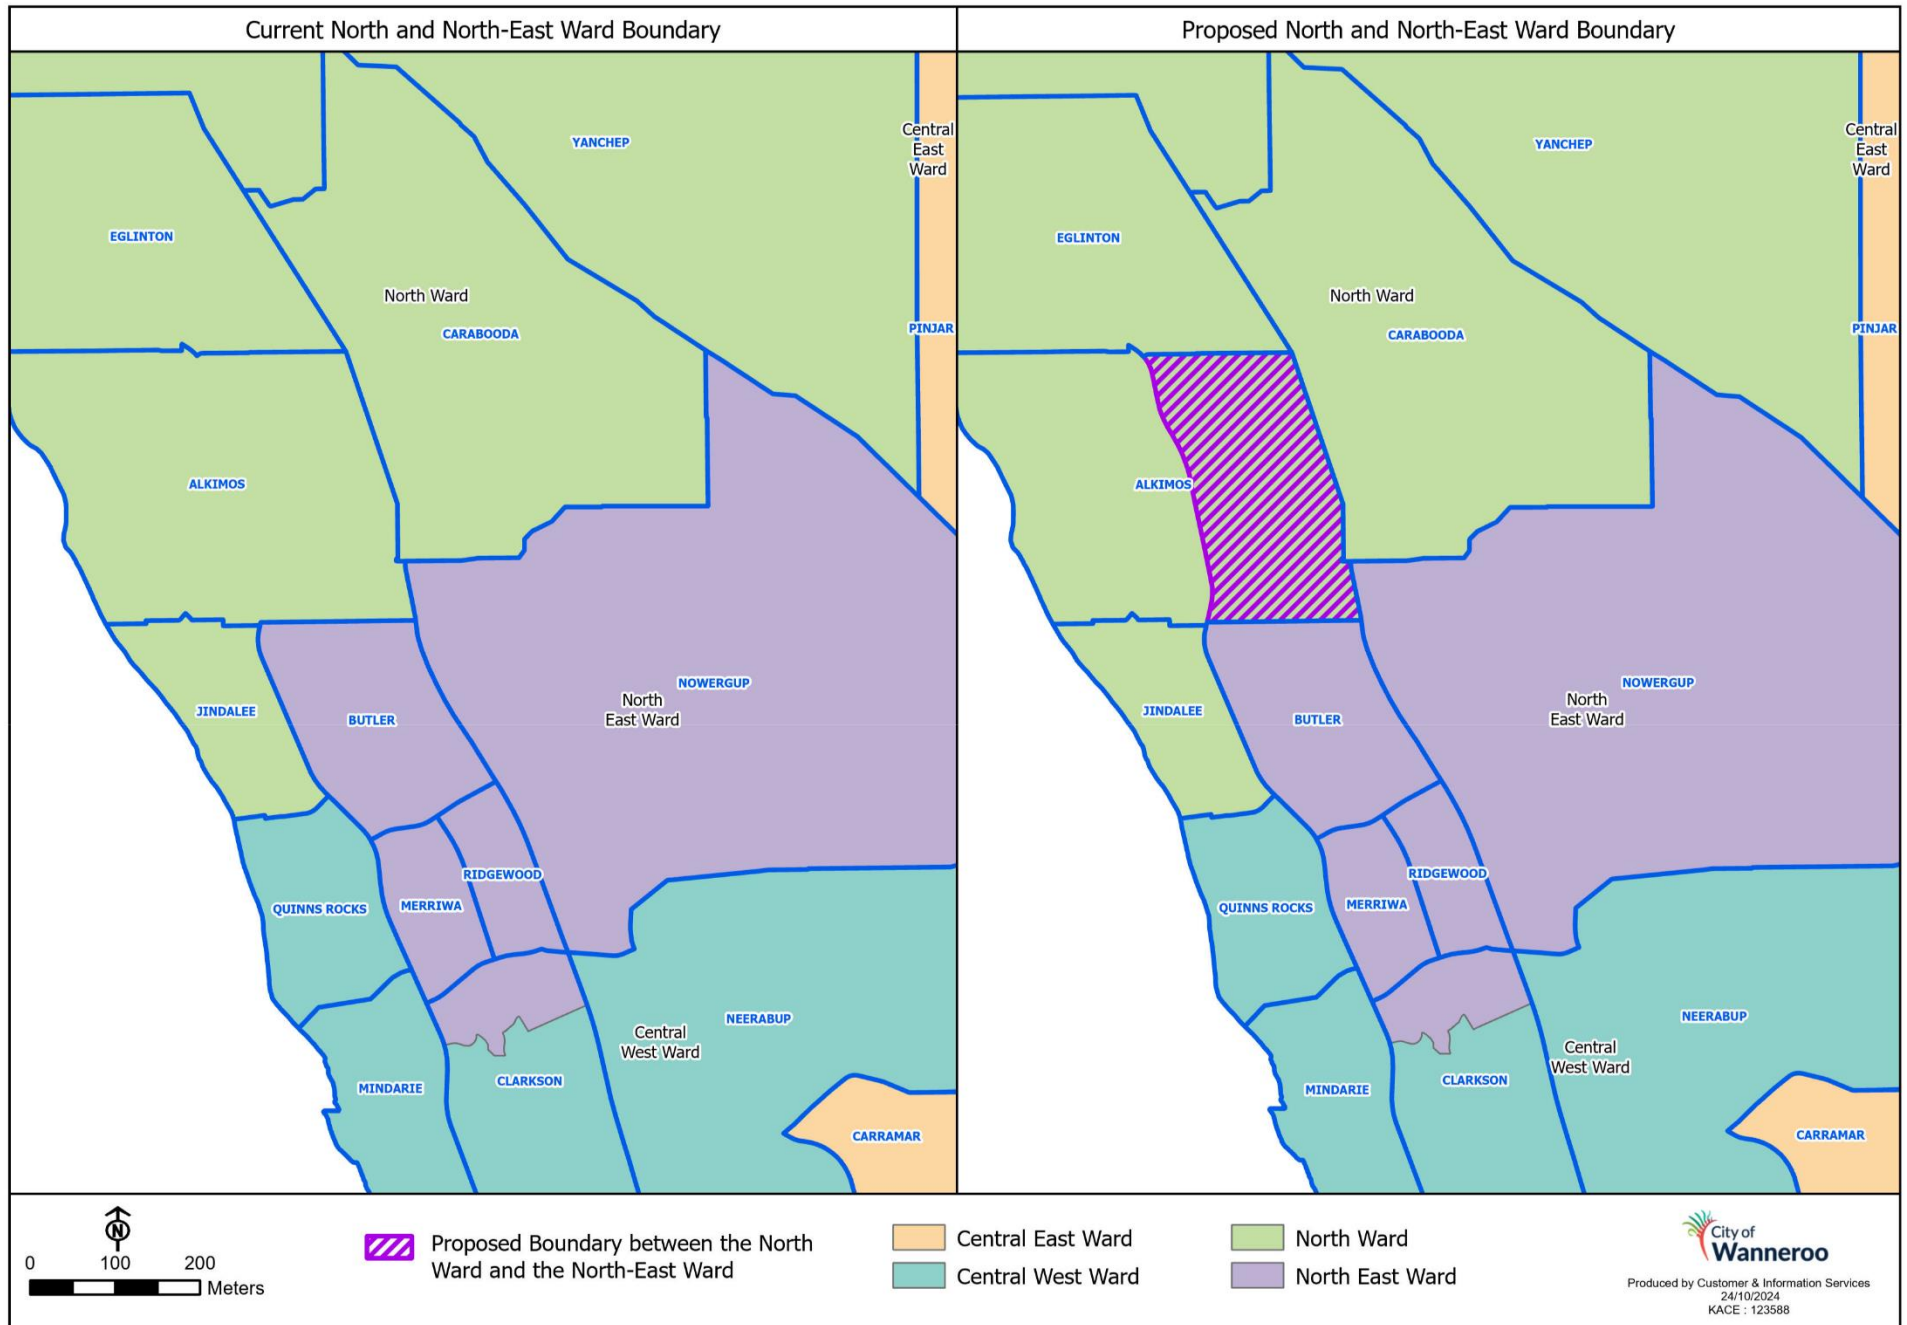 Current North and North-East Ward Boundary
Proposed North and North-East Ward Boundary
YANCHEP
Central
East
Ward
EGLINTON
North Ward
CARABOODA
PINJAR
ALKIMOS
NOWERGUP
North
East Ward
JINDALEE
BUTLER
RIDGEWOOD
QUINNS ROCKS
MERRIWA
NEERABUP
Central
West Ward
CLARKSON
MINDARIE
CARRAMAR
YANCHEP
Central
East
Ward
EGLINTON
North Ward
CARABOODA
PINJAR
ALKIMOS
NOWERGUP
North
East Ward
JINDALEE
BUTLER
RIDGEWOOD
QUINNS ROCKS
MERRIWA
NEERABUP
Central
West Ward
CLARKSON
MINDARIE
CARRAMAR
N
0 100 200
Meters
Proposed Boundary between the North
Ward and the North-East Ward
Central East Ward
Central West Ward
North Ward
North East Ward
City of
Wanneroo
Produced by Customer & Information Services
24/10/2024
KACE : 123588